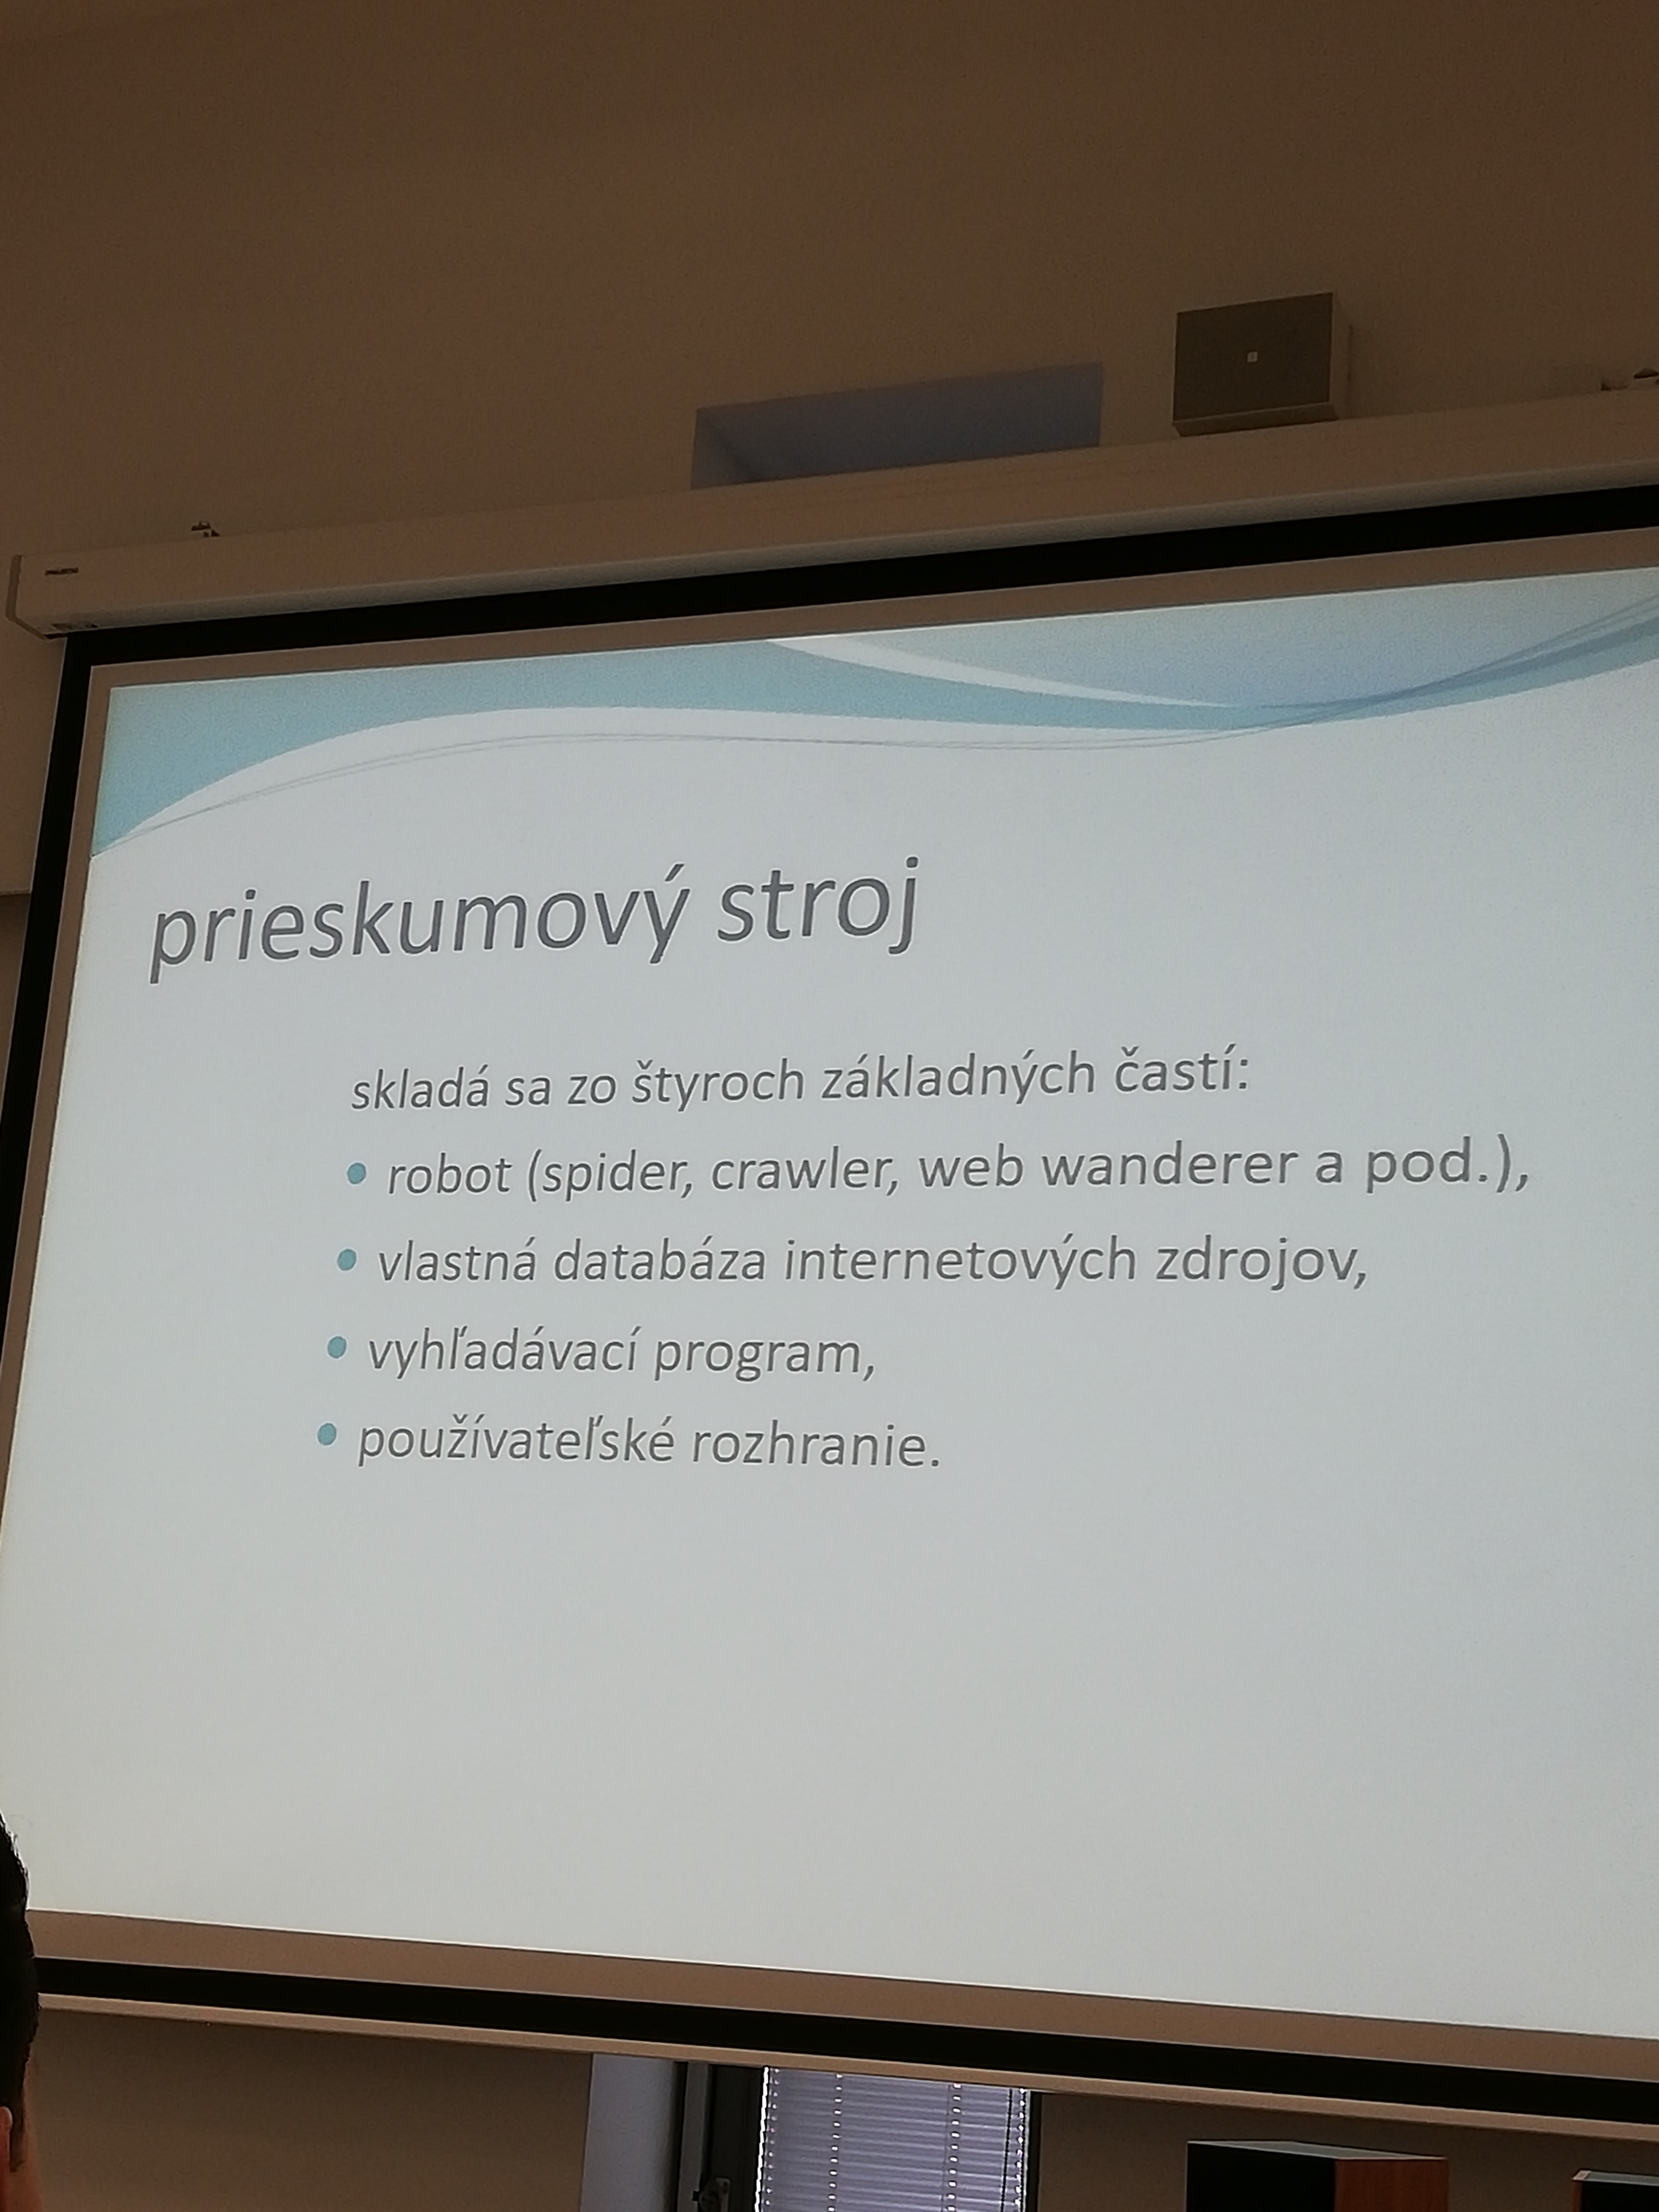 prieskumový stroj
skladá sa zo štyroch základných častí:
robot (spider, crawler, web wanderer a pod.),
vlastná databáza internetových zdrojov,
vyhľadávací program,
používateľské rozhranie.